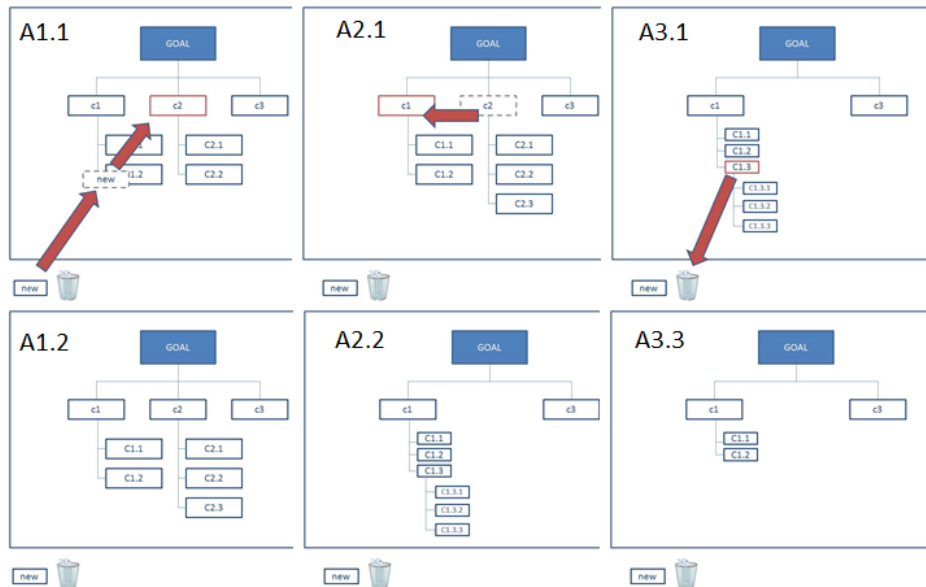 A1.1
GOAL
c1 c2 c3
C2.1
new C2.2
new
A2.1
GOAL
c1 c2 c3
C1.1 C2.1
C1.2 C2.2
C2.3
new
A3.1
GOAL
c1 c3
C1.1
C1.2
C1.3
C1.3.1
C1.3.2
C1.3.3
new
A1.2
GOAL
c1 c2 c3
C1.1 C2.1
C1.2 C2.2
C2.3
new
A2.2
GOAL
c1 c3
C1.1
C1.2
C1.3
C1.3.1
C1.3.2
C1.3.3
new
A3.3
GOAL
c1 c3
C1.1
C1.2
new